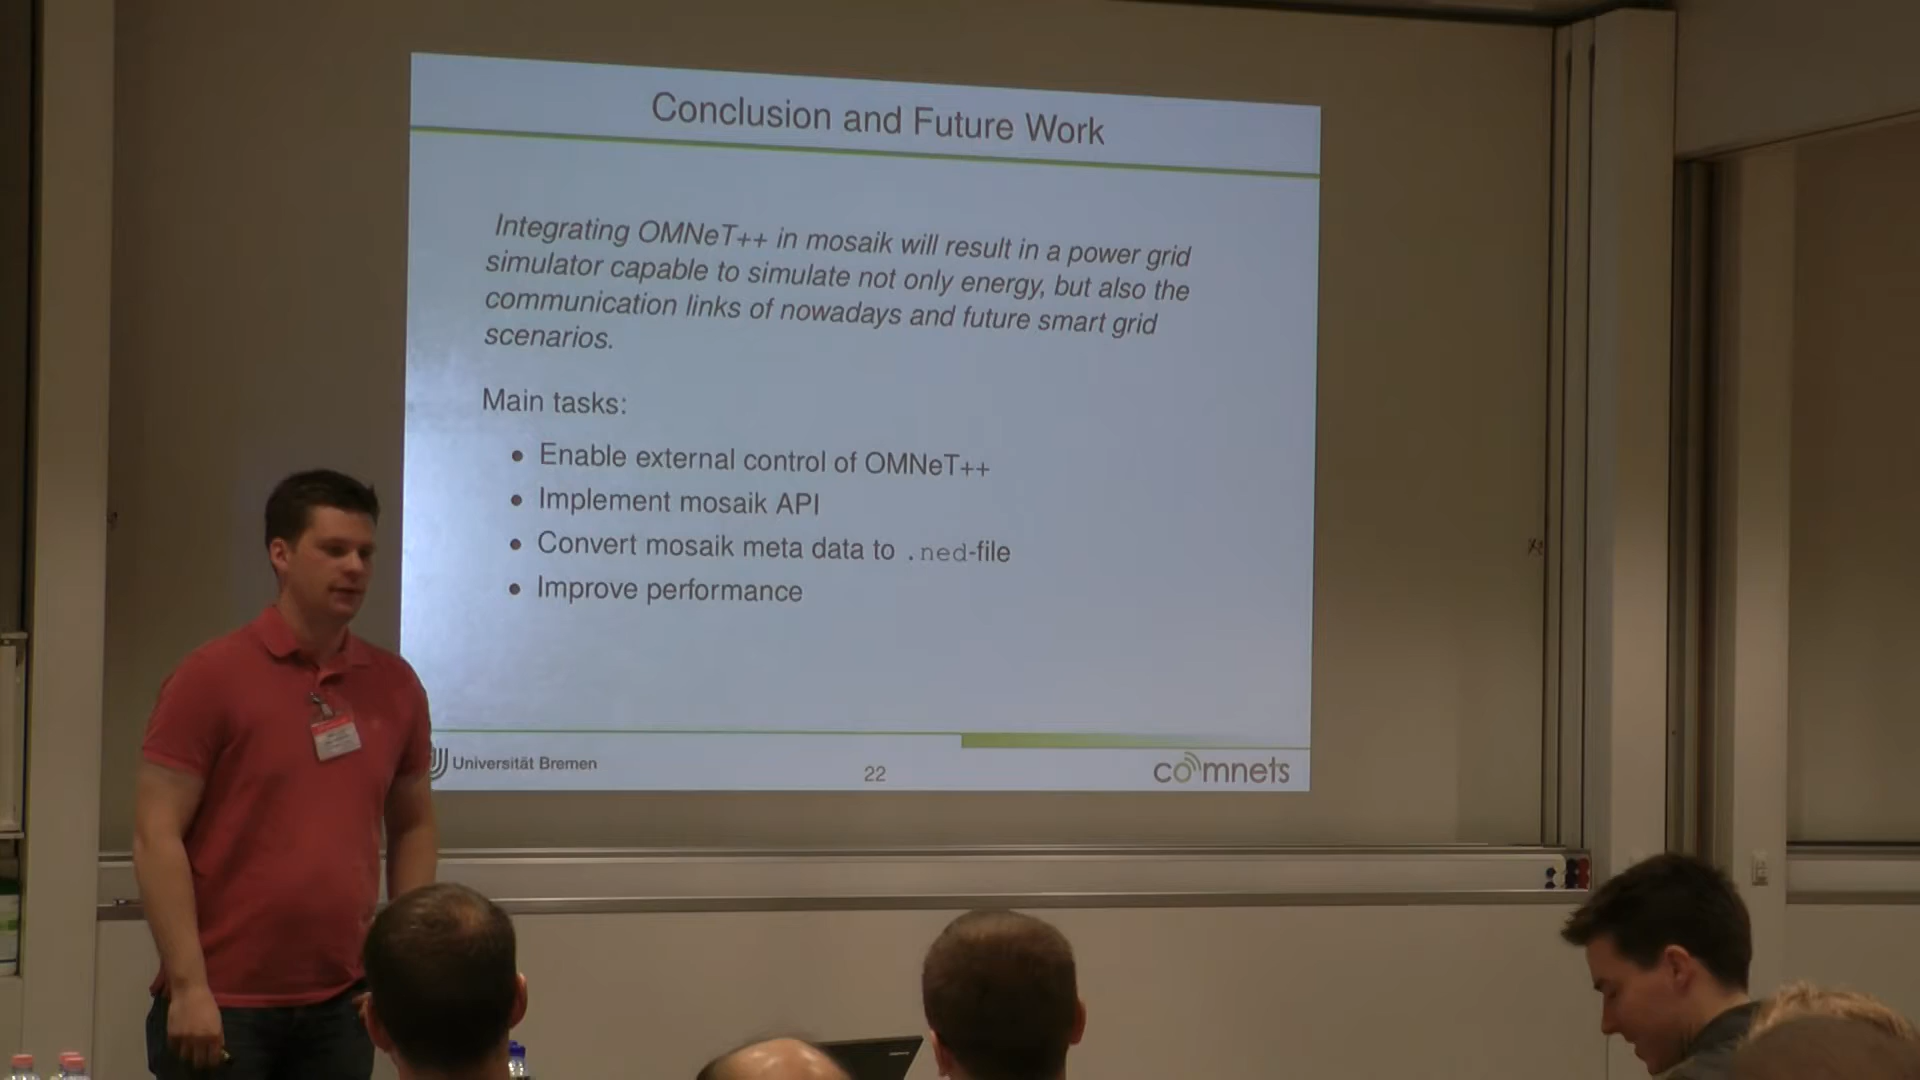 Conclusion and Future Work
Integrating OMNeT++ in mosaik will result in a power grid
simulator capable to simulate not only energy, but also the
communication links of nowadays and future smart grid
scenarios.
Main tasks:
• Enable external control of OMNeT++
• Implement mosaik API
• Convert mosaik meta data to .ned-file
• Improve performance
Universität Bremen
22
comnets